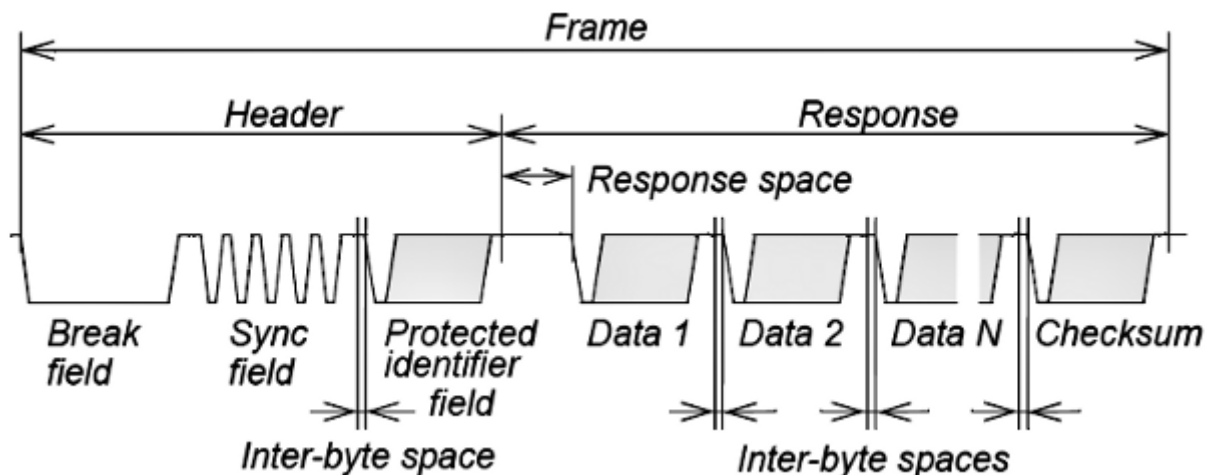 Frame
Header
Response
Response space
Break field
Sync field
Protected identifier field
Data 1
Data 2
Data N
Checksum
Inter-byte space
Inter-byte spaces